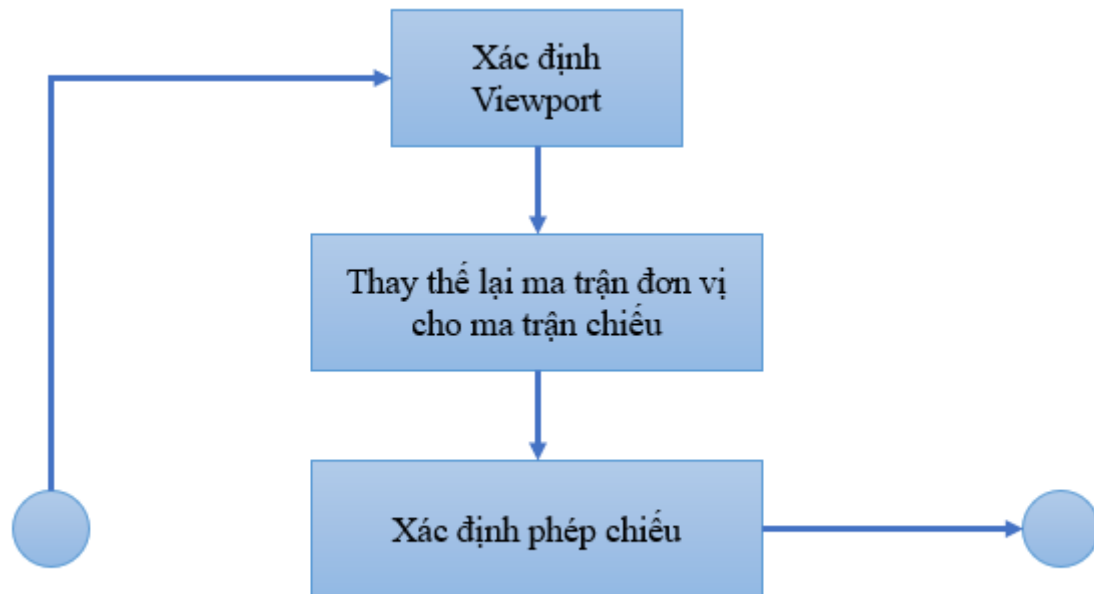 Xác định
Viewport
Thay thế lại ma trận đơn vị
cho ma trận chiếu
Xác định phép chiếu